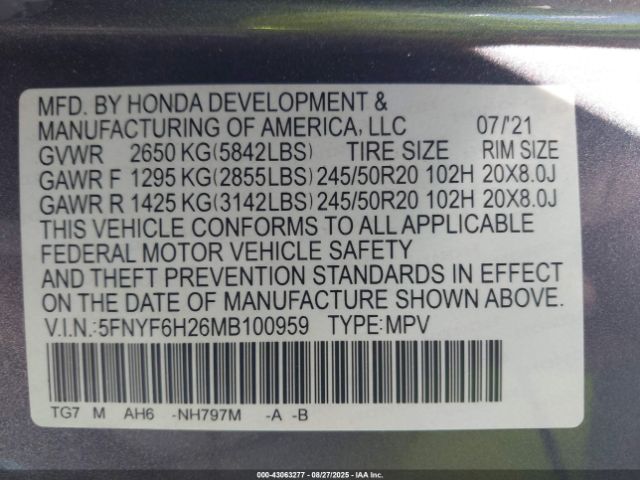 MFD. BY HONDA DEVELOPMENT &
MANUFACTURING OF AMERICA, LLC 07/'21
GVWR 2650 KG(5842LBS) TIRE SIZE RIM SIZE
GAWR F 1295 KG(2855LBS) 245/50R20 102H 20X8.0J
GAWR R 1425 KG(3142LBS) 245/50R20 102H 20X8.0J
THIS VEHICLE CONFORMS TO ALL APPLICABLE
FEDERAL MOTOR VEHICLE SAFETY
AND THEFT PREVENTION STANDARDS IN EFFECT
ON THE DATE OF MANUFACTURE SHOWN ABOVE.
V.I.N.:5FNYF6H26MB100959 TYPE:MPV
TG7 M AH6 -NH797M -A -B
000-43063277 - 08/27/2025 - IAA Inc.